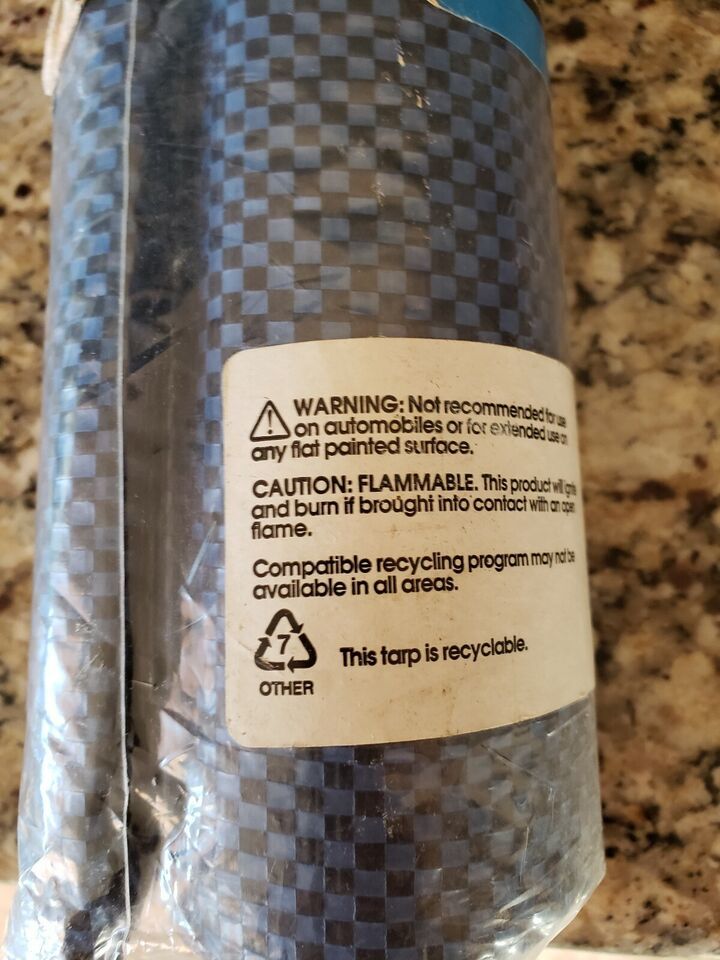 WARNING: Not recommended for use
on automobiles or for extended use on
any flat painted surface.
CAUTION: FLAMMABLE. This product will ignite
and burn if brought into contact with an open
flame.
Compatible recycling program may not be
available in all areas.
7
OTHER
This tarp is recyclable.